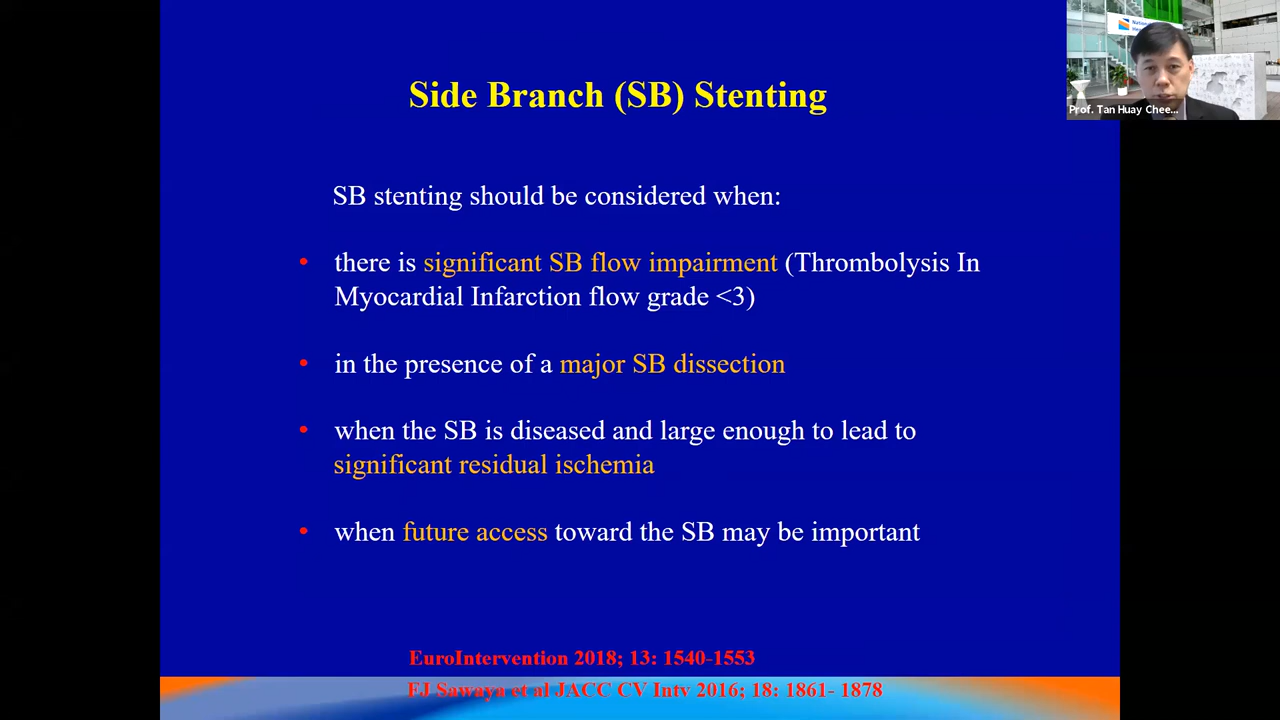 Side Branch (SB) Stenting
Prof. Tan Huay Chee...
SB stenting should be considered when:
• there is significant SB flow impairment (Thrombolysis In
Myocardial Infarction flow grade <3)
• in the presence of a major SB dissection
• when the SB is diseased and large enough to lead to
significant residual ischemia
• when future access toward the SB may be important
EuroIntervention 2018; 13: 1540-1553
FJ Sawaya et al JACC CV Intv 2016; 18: 1861- 1878